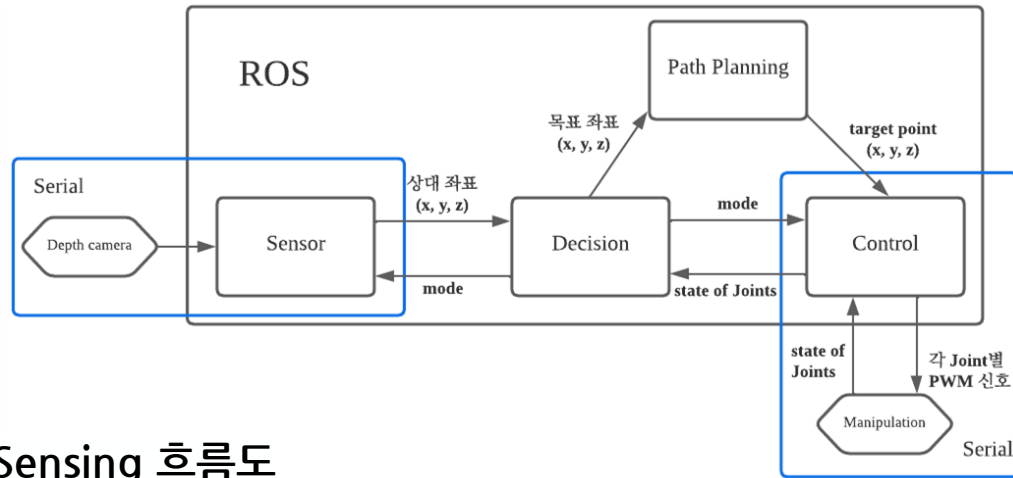 ROS
Path Planning
목표 좌표
(x, y, z)
target point
(x, y, z)
Serial
상대 좌표
(x, y, z)
mode
Depth camera
Sensor
Decision
Control
mode
state of Joints
state of
Joints
각 Joint별
PWM 신호
Manipulation
Serial
Sensing 흐름도